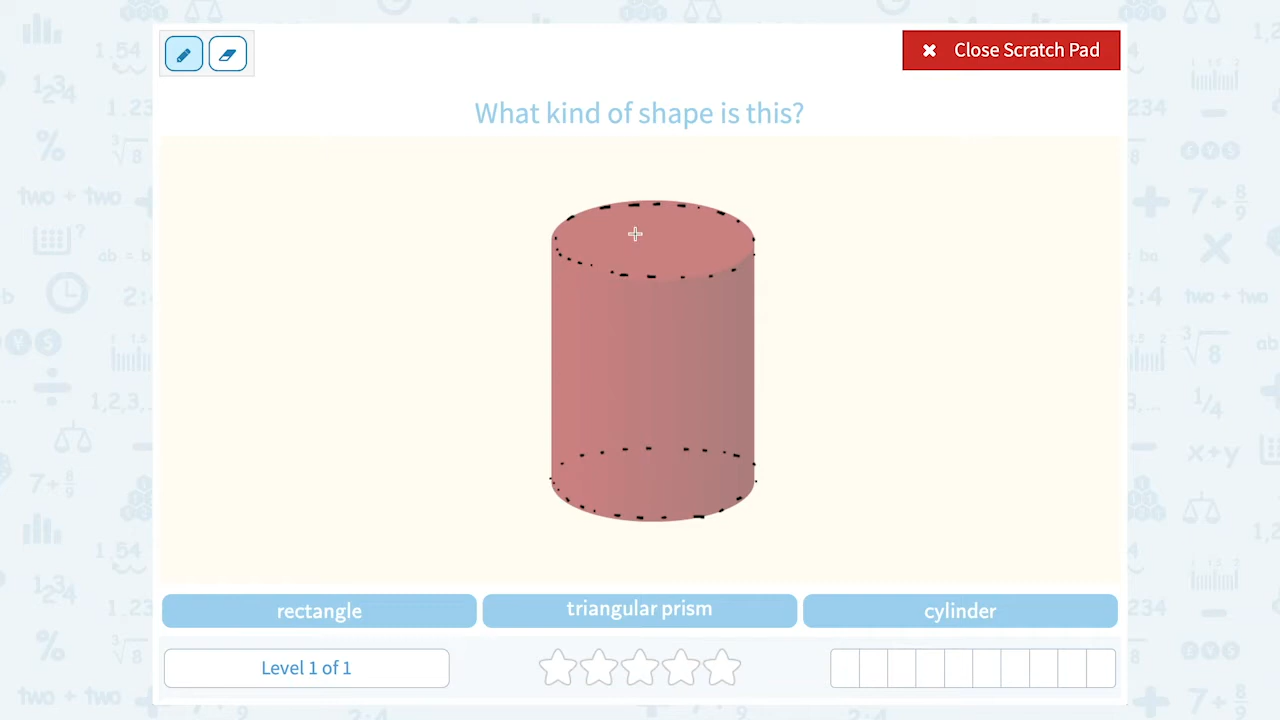 Close Scratch Pad
What kind of shape is this?
rectangle
triangular prism
cylinder
Level 1 of 1